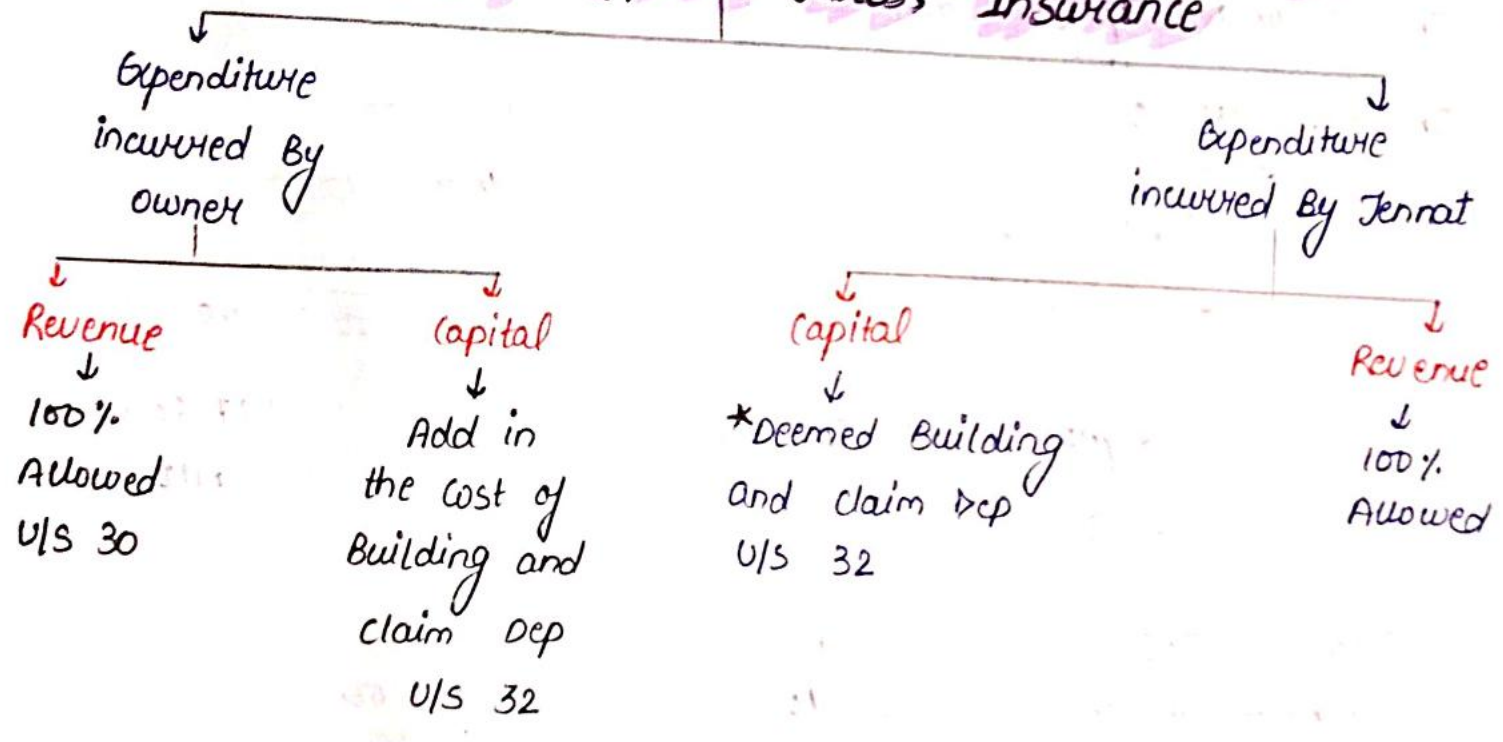 Insurance
Expenditure
incurred By
owner
Expenditure
incurred By Tennat
Revenue
100%
Allowed
U/S 30
Capital
Add in
the cost of
Building and
claim Dep
U/S 32
Capital
*Deemed Building
and claim Dep
U/S 32
Revenue
100%
Allowed